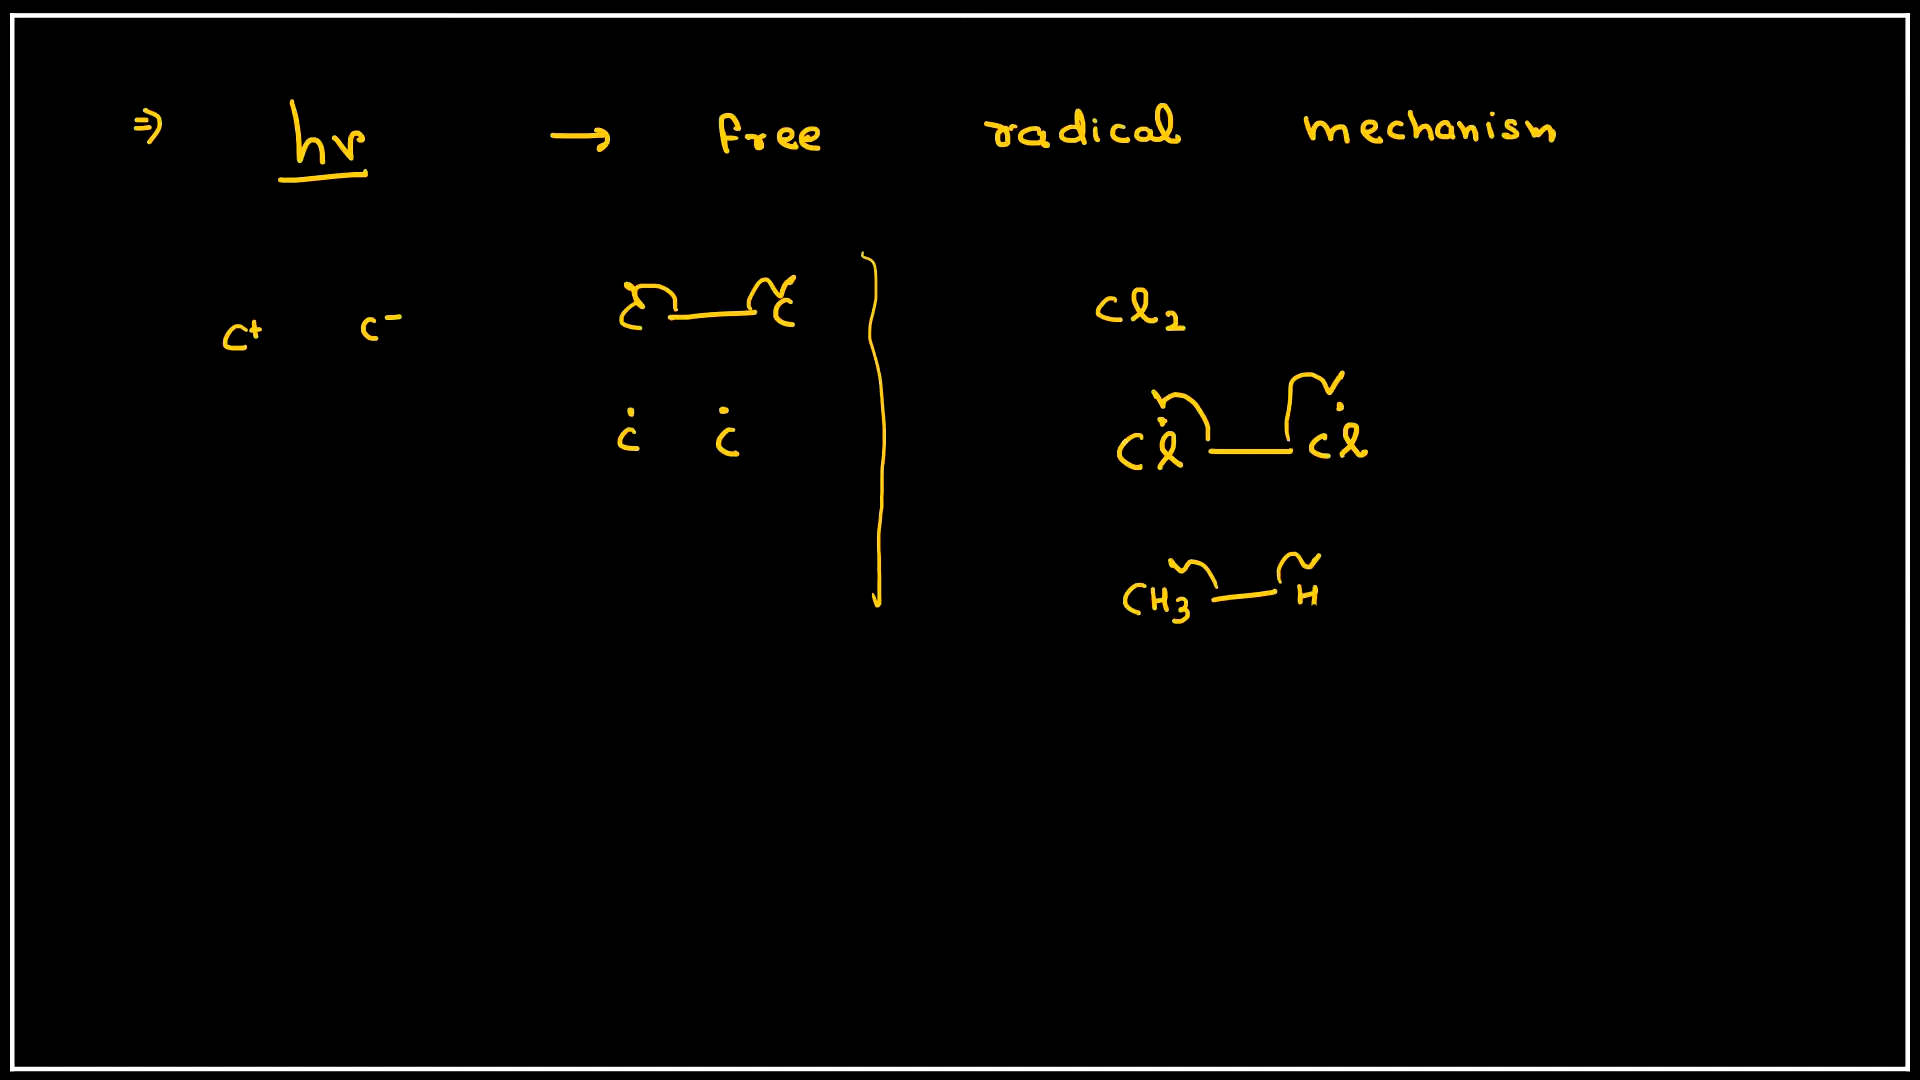 ⇒ hν → free radical mechanism
C⁺ C⁻ C — C
Ċ Ċ
Cl₂
Cl̇ — Cl̇
CH₃ — H